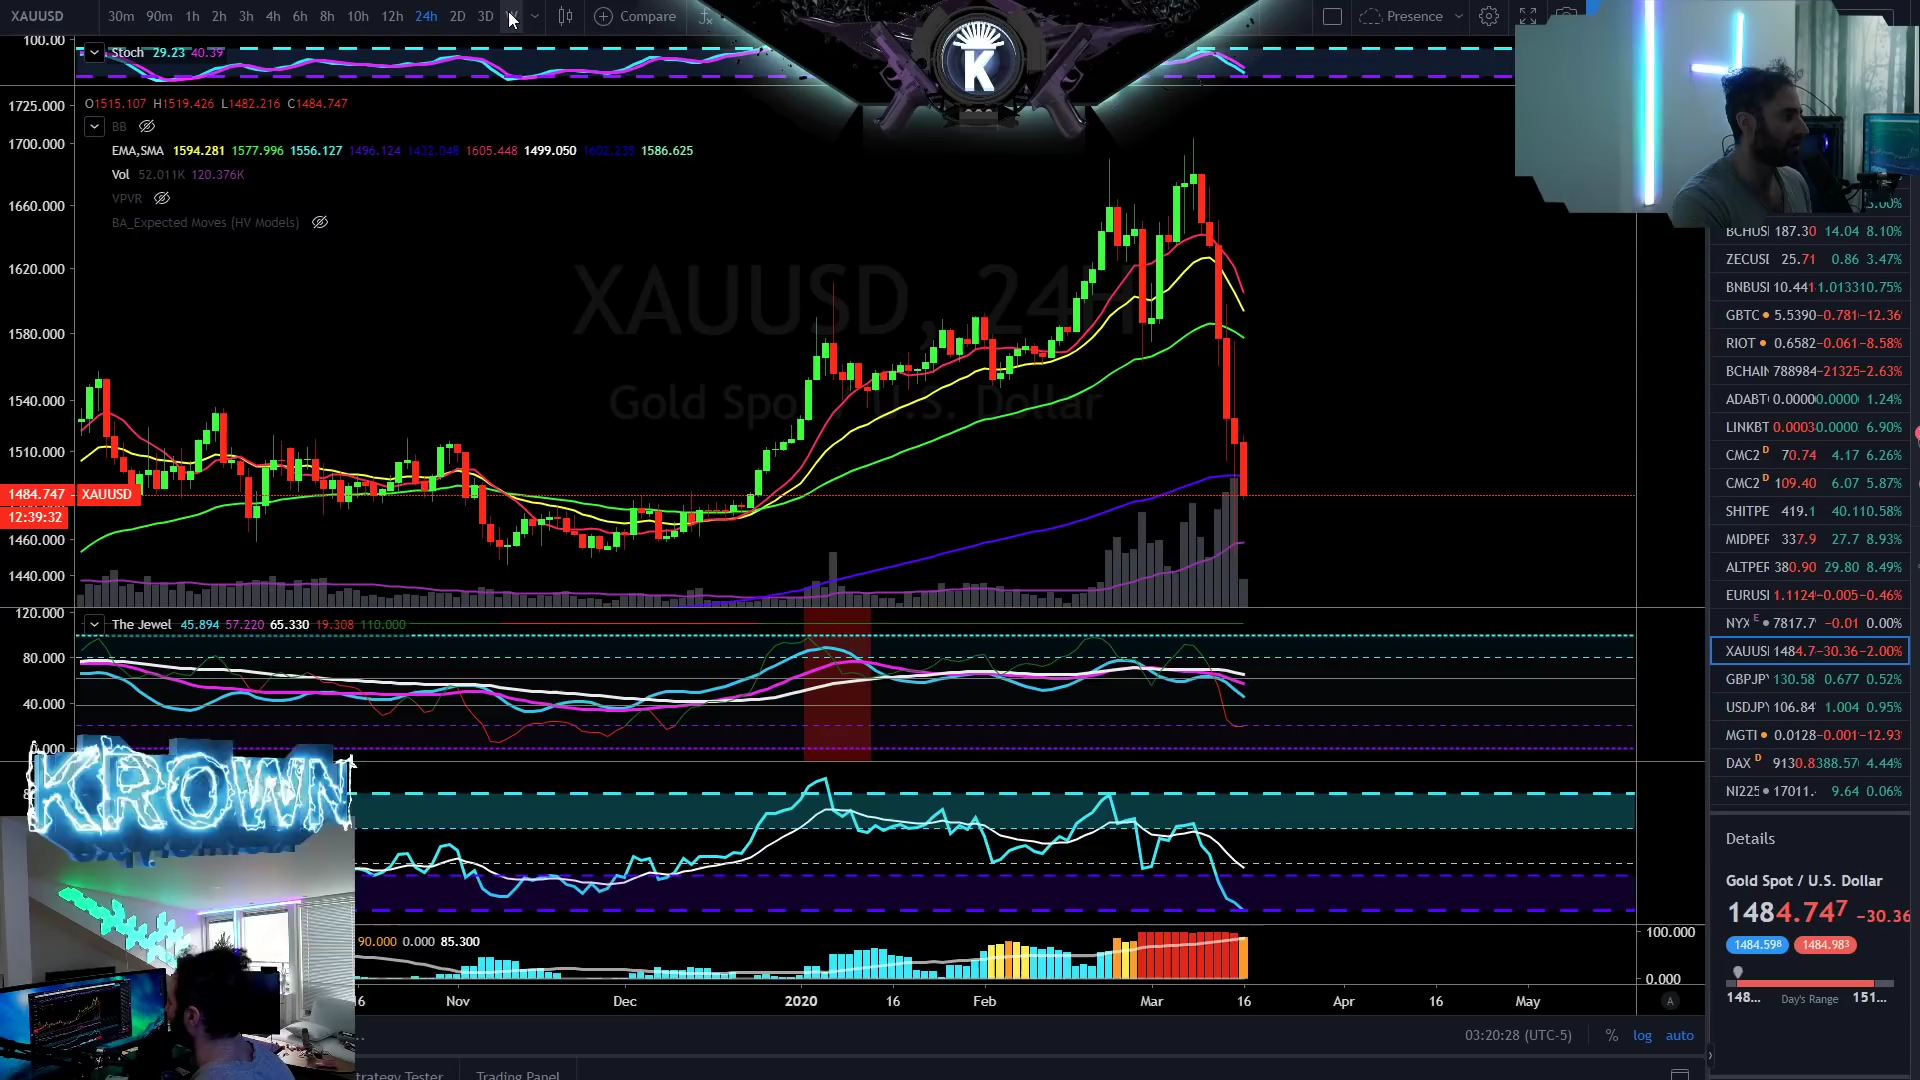 XAUUSD 30m 90m 1h 2h 3h 4h 6h 8h 10h 12h 24h 2D 3D Compare Presence
100.00 Stoch 29.23 40.39
O1515.107 H1519.426 L1482.216 C1484.747
BB
EMA,SMA 1594.281 1577.996 1556.127 1496.124 1432.048 1605.448 1499.050 1602.235 1586.625
Vol 52.011K 120.376K
VPVR
BA_Expected Moves (HV Models)
K
XAUUSD, 24H
Gold Spot / U.S. Dollar
1725.000
1700.000
1660.000
1620.000
1580.000
1540.000
1510.000
1484.747 XAUUSD
12:39:32
1460.000
1440.000
120.000
The Jewel 45.894 57.220 65.330 19.308 110.000
80.000
40.000
0.000
KROWN
90.000 0.000 85.300
100.000
0.000
16 Nov Dec 2020 16 Feb Mar 16 Apr 16 May A
03:20:28 (UTC-5) % log auto
trategy Tester Trading Panel
BCHUSI 187.30 14.04 8.10%
ZECUSI 25.71 0.86 3.47%
BNBUSI 10.441 1.0133 10.75%
GBTC 5.5390 -0.781 -12.36
RIOT 0.6582 -0.061 -8.58%
BCHAIN 788984 -21325 -2.63%
ADABT 0.0000 0.0000 1.24%
LINKBT 0.0003 0.0000 6.90%
CMC2 D 70.74 4.17 6.26%
CMC2 D 109.40 6.07 5.87%
SHITPE 419.1 40.1 10.58%
MIDPER 337.9 27.7 8.93%
ALTPER 380.90 29.80 8.49%
EURUSI 1.1124 -0.005 -0.46%
NYX E 7817.7 -0.01 0.00%
XAUUSI 1484.7 -30.36 -2.00%
GBPJPY 130.58 0.677 0.52%
USDJPY 106.84 1.004 0.95%
MGTI 0.0128 -0.001 -12.93
DAX D 9130.8 388.57 4.44%
NI225 17011. 9.64 0.06%
Details
Gold Spot / U.S. Dollar
1484.747 -30.36
1484.598 1484.983
148... Day's Range 151...